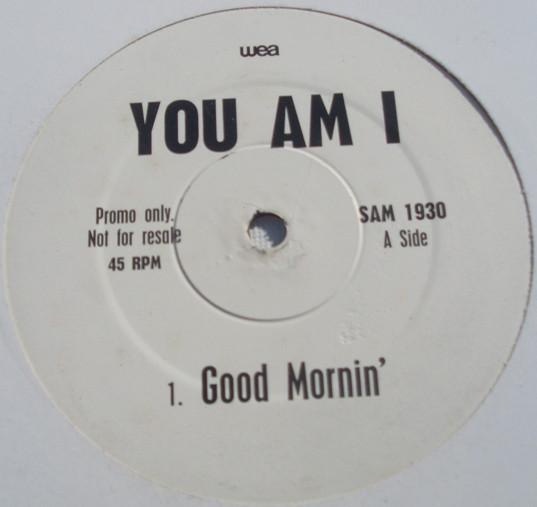 wea
YOU AM I
Promo only.
Not for resale
45 RPM
SAM 1930
A Side
1. Good Mornin'